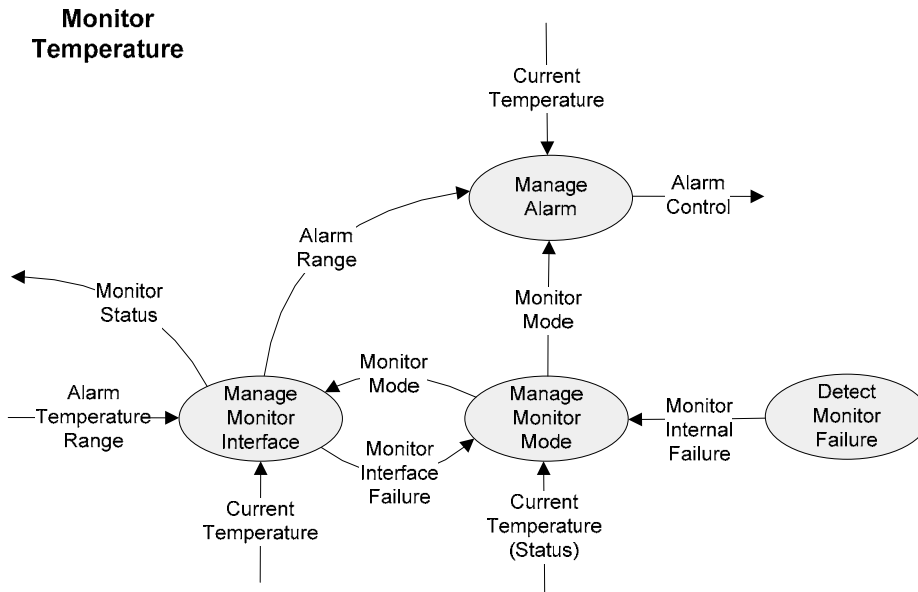 Monitor
Temperature
Current
Temperature
Manage
Alarm
Alarm
Control
Alarm
Range
Monitor
Status
Monitor
Mode
Monitor
Mode
Alarm
Temperature
Range
Manage
Monitor
Interface
Manage
Monitor
Mode
Monitor
Internal
Failure
Detect
Monitor
Failure
Monitor
Interface
Failure
Current
Temperature
Current
Temperature
(Status)